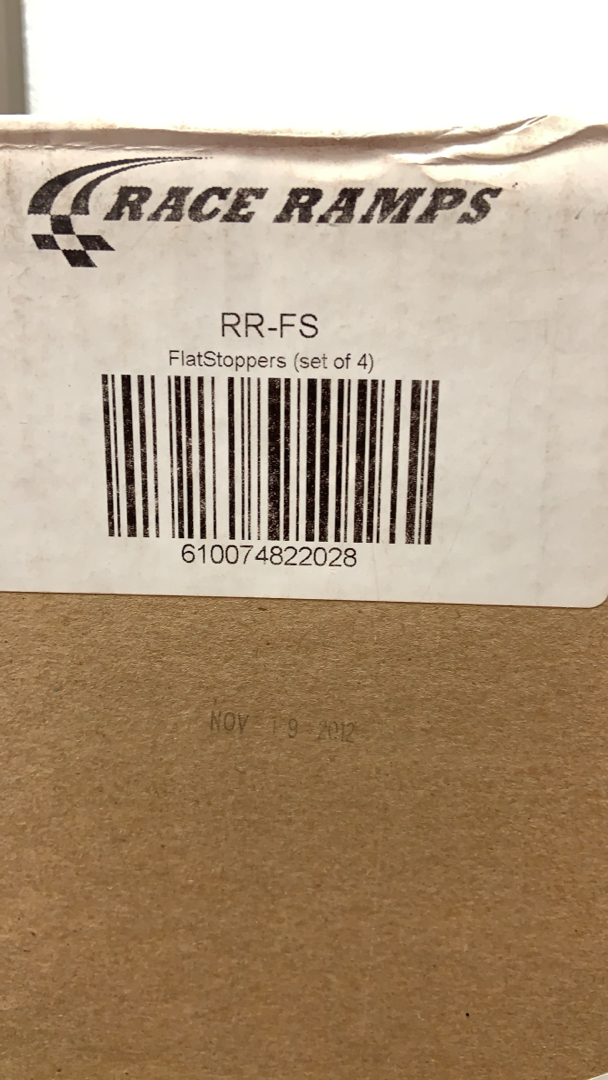 RACE RAMPS
RR-FS
FlatStoppers (set of 4)
610074822028
NOV 19 2012